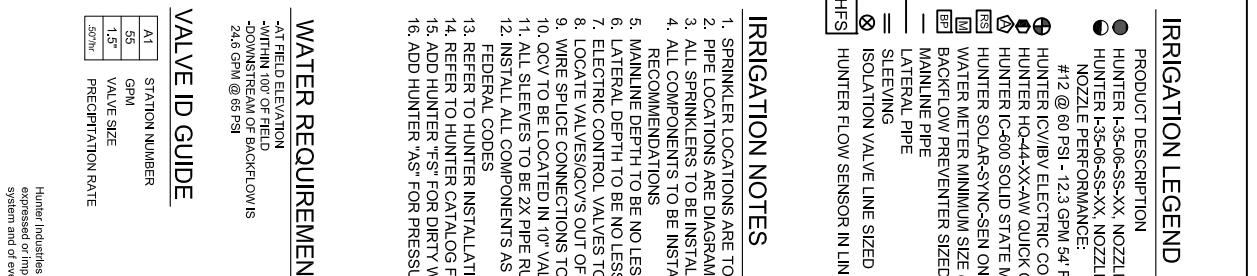 IRRIGATION LEGEND
PRODUCT DESCRIPTION
HUNTER I-35-06-SS-XX, NOZZL
HUNTER I-35-06-SS-XX, NOZZL
NOZZLE PERFORMANCE:
#12 @ 60 PSI - 12.3 GPM 54' F
HUNTER ICV/IBV ELECTRIC CO
HUNTER HQ-44-XX-AW QUICK C
A HUNTER IC-600 SOLID STATE M
RS HUNTER SOLAR-SYNC-SEN ON
M WATER METER MINIMUM SIZE
BP BACKFLOW PREVENTER SIZED
MAINLINE PIPE
LATERAL PIPE
SLEEVING
ISOLATION VALVE LINE SIZED
HFS HUNTER FLOW SENSOR IN LIN
IRRIGATION NOTES
1. SPRINKLER LOCATIONS ARE TO
2. PIPE LOCATIONS ARE DIAGRAM
3. ALL SPRINKLERS TO BE INSTAL
4. ALL COMPONENTS TO BE INSTA
RECOMMENDATIONS
5. MAINLINE DEPTH TO BE NO LES
6. LATERAL DEPTH TO BE NO LESS
7. ELECTRIC CONTROL VALVES TO
8. LOCATE VALVES/QCV'S OUT OF
9. WIRE SPLICE CONNECTIONS TO
10. QCV TO BE LOCATED IN 10" VAL
11. ALL SLEEVES TO BE 2X PIPE RU
12. INSTALL ALL COMPONENTS AS
FEDERAL CODES
13. REFER TO HUNTER INSTALLATI
14. REFER TO HUNTER CATALOG F
15. ADD HUNTER "FS" FOR DIRTY W
16. ADD HUNTER "AS" FOR PRESSU
WATER REQUIREMEN
-AT FIELD ELEVATION
-WITHIN 100' OF FIELD
-DOWNSTREAM OF BACKFLOW IS
24.6 GPM @ 65 PSI
VALVE ID GUIDE
A1 STATION NUMBER
55 GPM
1.5" VALVE SIZE
.50"/hr PRECIPITATION RATE
Hunter Industries
expressed or imp
system and of eve